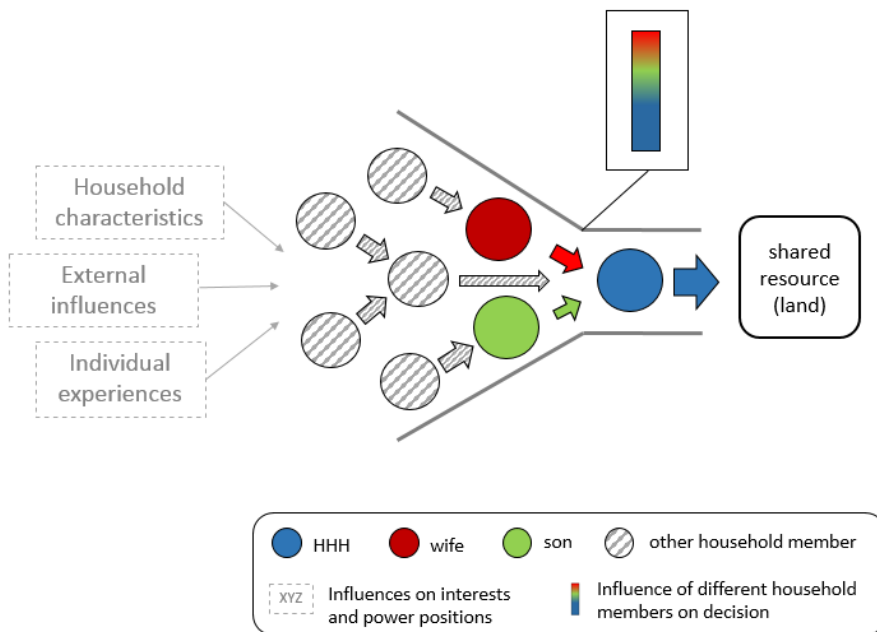 Household
characteristics
External
influences
Individual
experiences
shared
resource
(land)
HHH
wife
son
other household member
XYZ
Influences on interests
and power positions
Influence of different household
members on decision